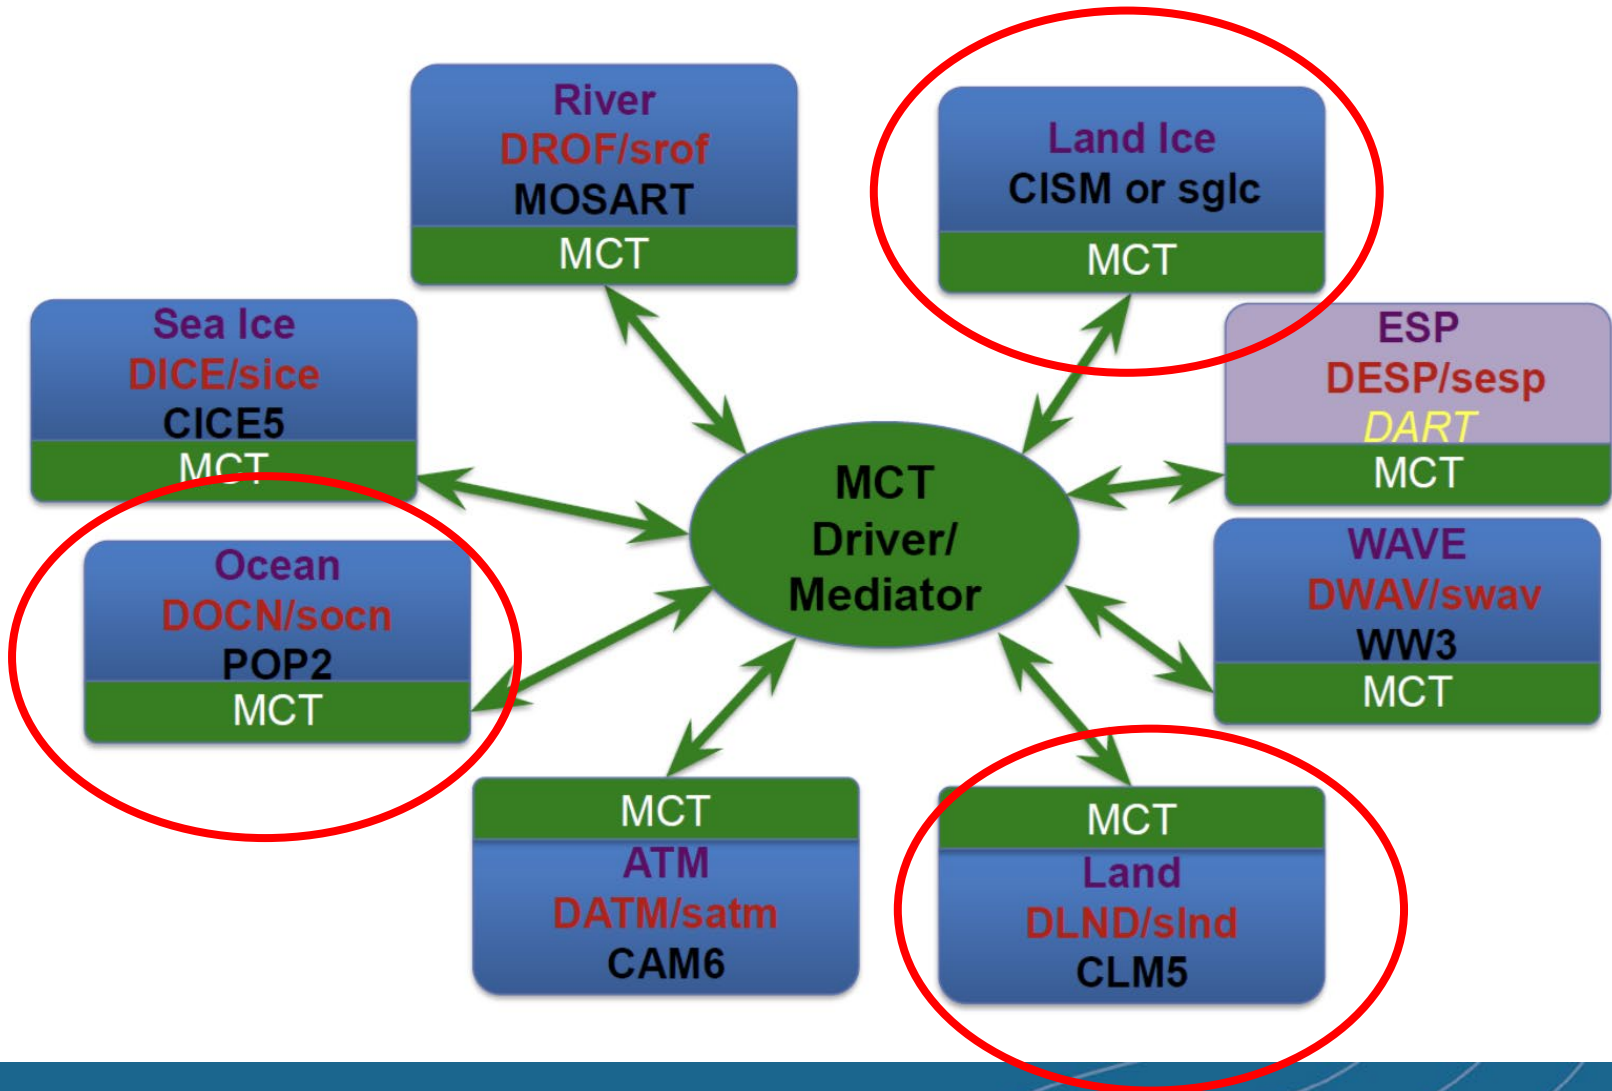 River
DROF/srof
MOSART
MCT
Land Ice
CISM or sglc
MCT
Sea Ice
DICE/sice
CICE5
MCT
ESP
DESP/sesp
DART
MCT
MCT
Driver/
Mediator
Ocean
DOCN/socn
POP2
MCT
WAVE
DWAV/swav
WW3
MCT
MCT
ATM
DATM/satm
CAM6
MCT
Land
DLND/slnd
CLM5